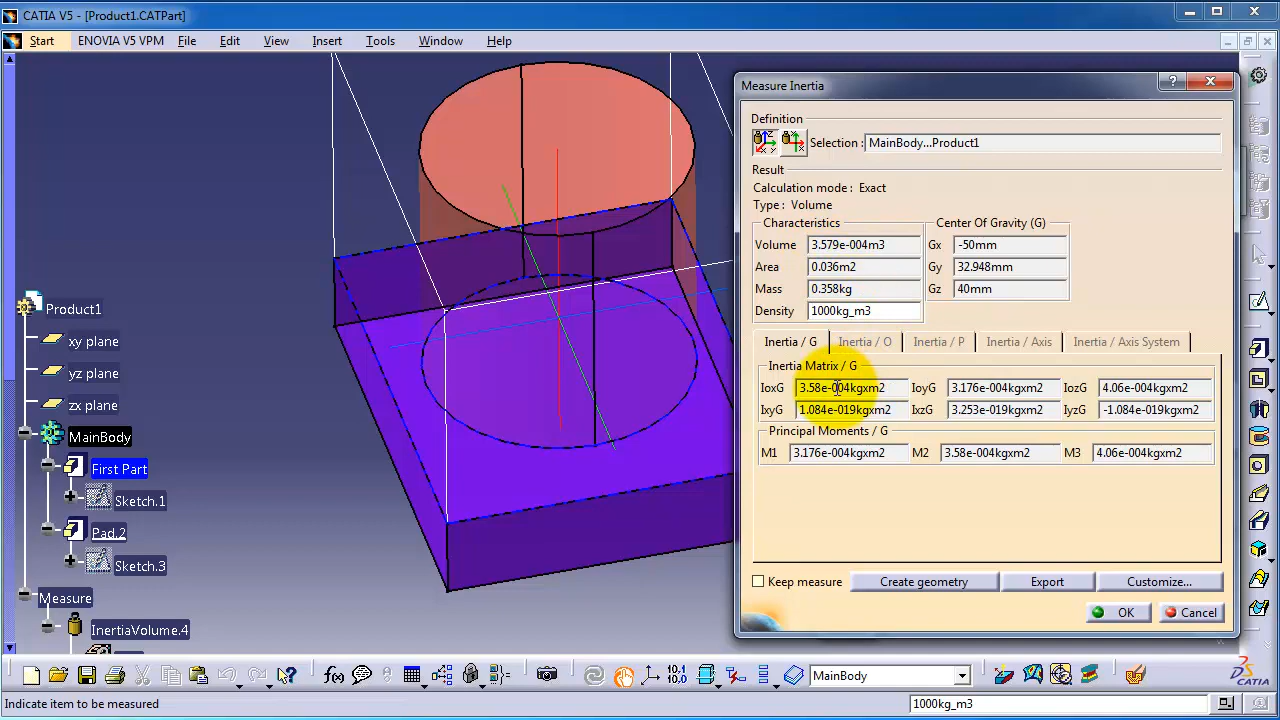 CATIA V5 - [Product1.CATPart]
Start ENOVIA V5 VPM File Edit View Insert Tools Window Help
Product1
xy plane
yz plane
zx plane
MainBody
First Part
Sketch.1
Pad.2
Sketch.3
Measure
InertiaVolume.4
Measure Inertia
Definition
Selection : MainBody...Product1
Result
Calculation mode : Exact
Type : Volume
Characteristics Center Of Gravity (G)
Volume 3.579e-004m3 Gx -50mm
Area 0.036m2 Gy 32.948mm
Mass 0.358kg Gz 40mm
Density 1000kg_m3
Inertia / G Inertia / O Inertia / P Inertia / Axis Inertia / Axis System
Inertia Matrix / G
IoxG 3.58e-004kgxm2 IoyG 3.176e-004kgxm2 IozG 4.06e-004kgxm2
IxyG 1.084e-019kgxm2 IxzG 3.253e-019kgxm2 IyzG -1.084e-019kgxm2
Principal Moments / G
M1 3.176e-004kgxm2 M2 3.58e-004kgxm2 M3 4.06e-004kgxm2
Keep measure Create geometry Export Customize...
OK Cancel
f(x) 10.1 10.0 MainBody
CATIA
Indicate item to be measured 1000kg_m3